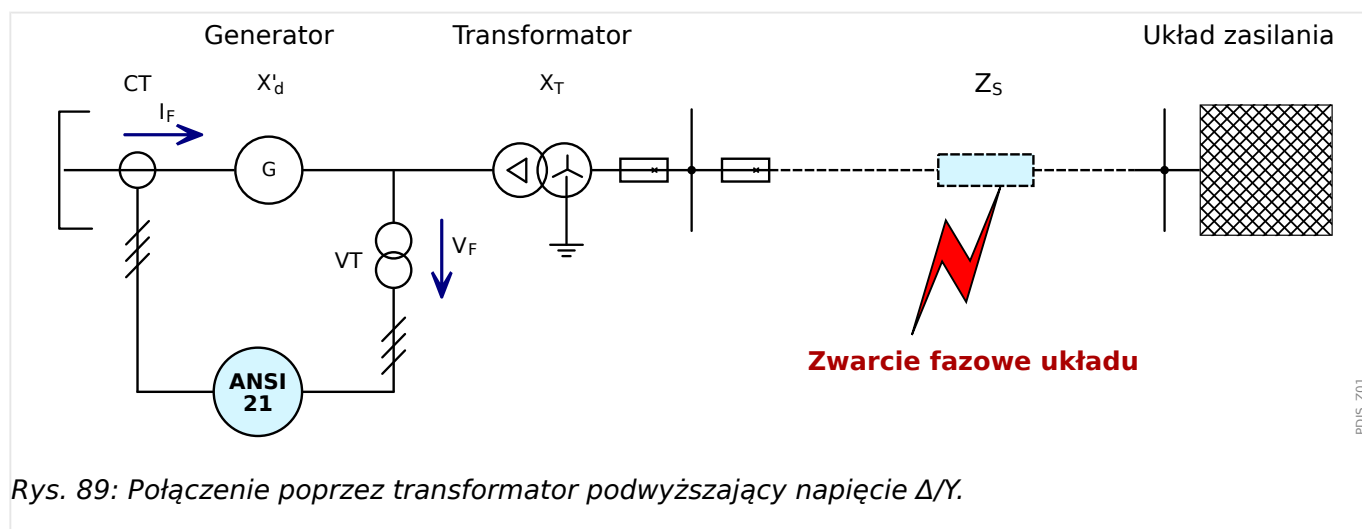 Generator Transformator Układ zasilania
CT X'd XT ZS
IF
G
VT VF
ANSI
21
Zwarcie fazowe układu
PDIS_Z01
Rys. 89: Połączenie poprzez transformator podwyższający napięcie Δ/Y.